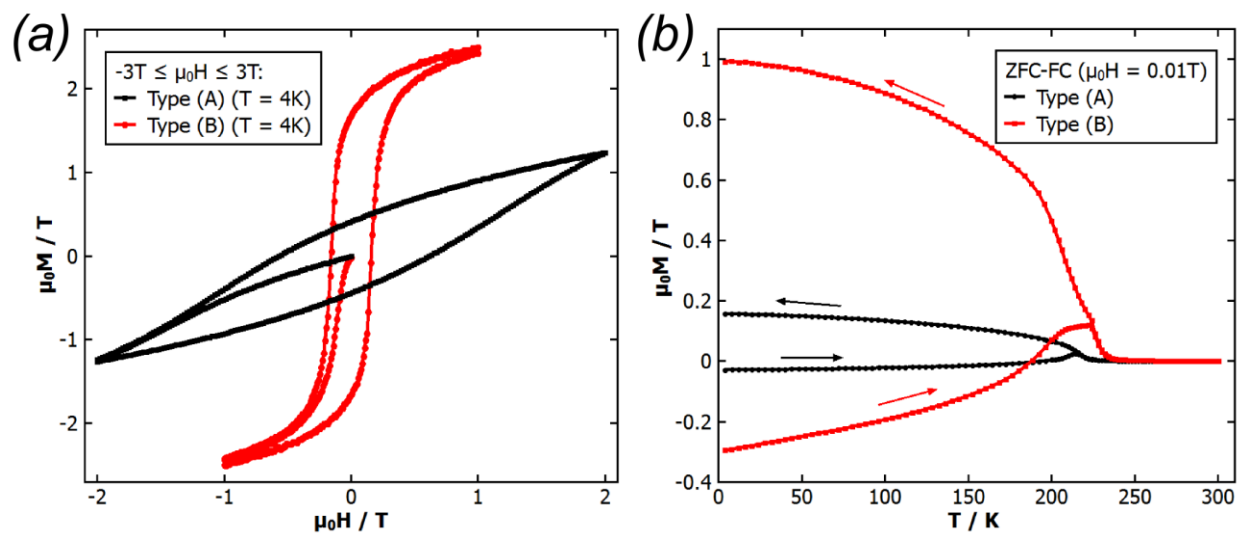 (a)
-3T ≤ μ₀H ≤ 3T:
Type (A) (T = 4K)
Type (B) (T = 4K)
μ₀M / T
2
1
0
-1
-2
-2
-1
0
1
2
μ₀H / T
(b)
ZFC-FC (μ₀H = 0.01T)
Type (A)
Type (B)
μ₀M / T
1
0.8
0.6
0.4
0.2
0
-0.2
-0.4
0
50
100
150
200
250
300
T / K